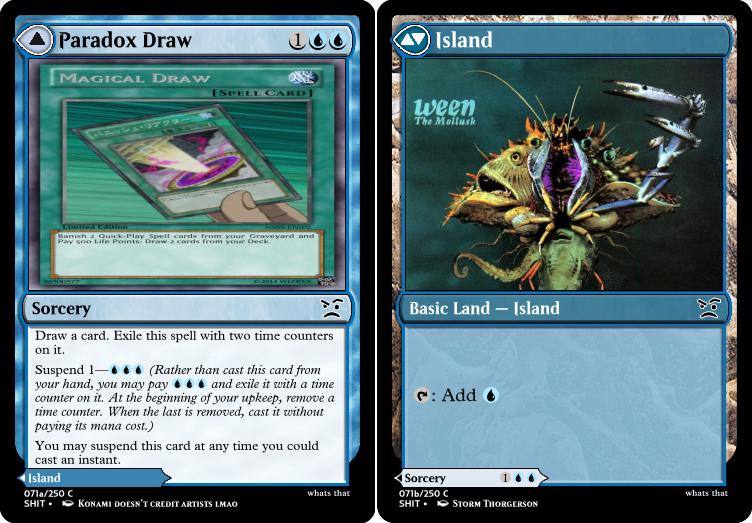 Paradox Draw
1
MAGICAL DRAW
[SPELL CARD]
Limited Edition
Banish 2 Quick-Play Spell cards from your Graveyard and
Pay 500 Life Points: Draw 2 cards from your Deck.
Sorcery
Draw a card. Exile this spell with two time counters
on it.
Suspend 1— (Rather than cast this card from
your hand, you may pay and exile it with a time
counter on it. At the beginning of your upkeep, remove a
time counter. When the last is removed, cast it without
paying its mana cost.)
You may suspend this card at any time you could
cast an instant.
Island
071a/250 C
SHIT • KONAMI DOESN'T CREDIT ARTISTS LMAO
whats that
Island
ween
The Mollusk
Basic Land — Island
: Add
Sorcery 1
071b/250 C
SHIT • STORM THORGERSON
whats that